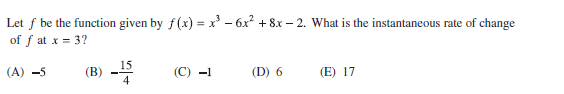 Let f be the function given by f(x) = x³ – 6x² + 8x – 2. What is the instantaneous rate of change
of f at x = 3?
(A) –5 (B) –15/4 (C) –1 (D) 6 (E) 17